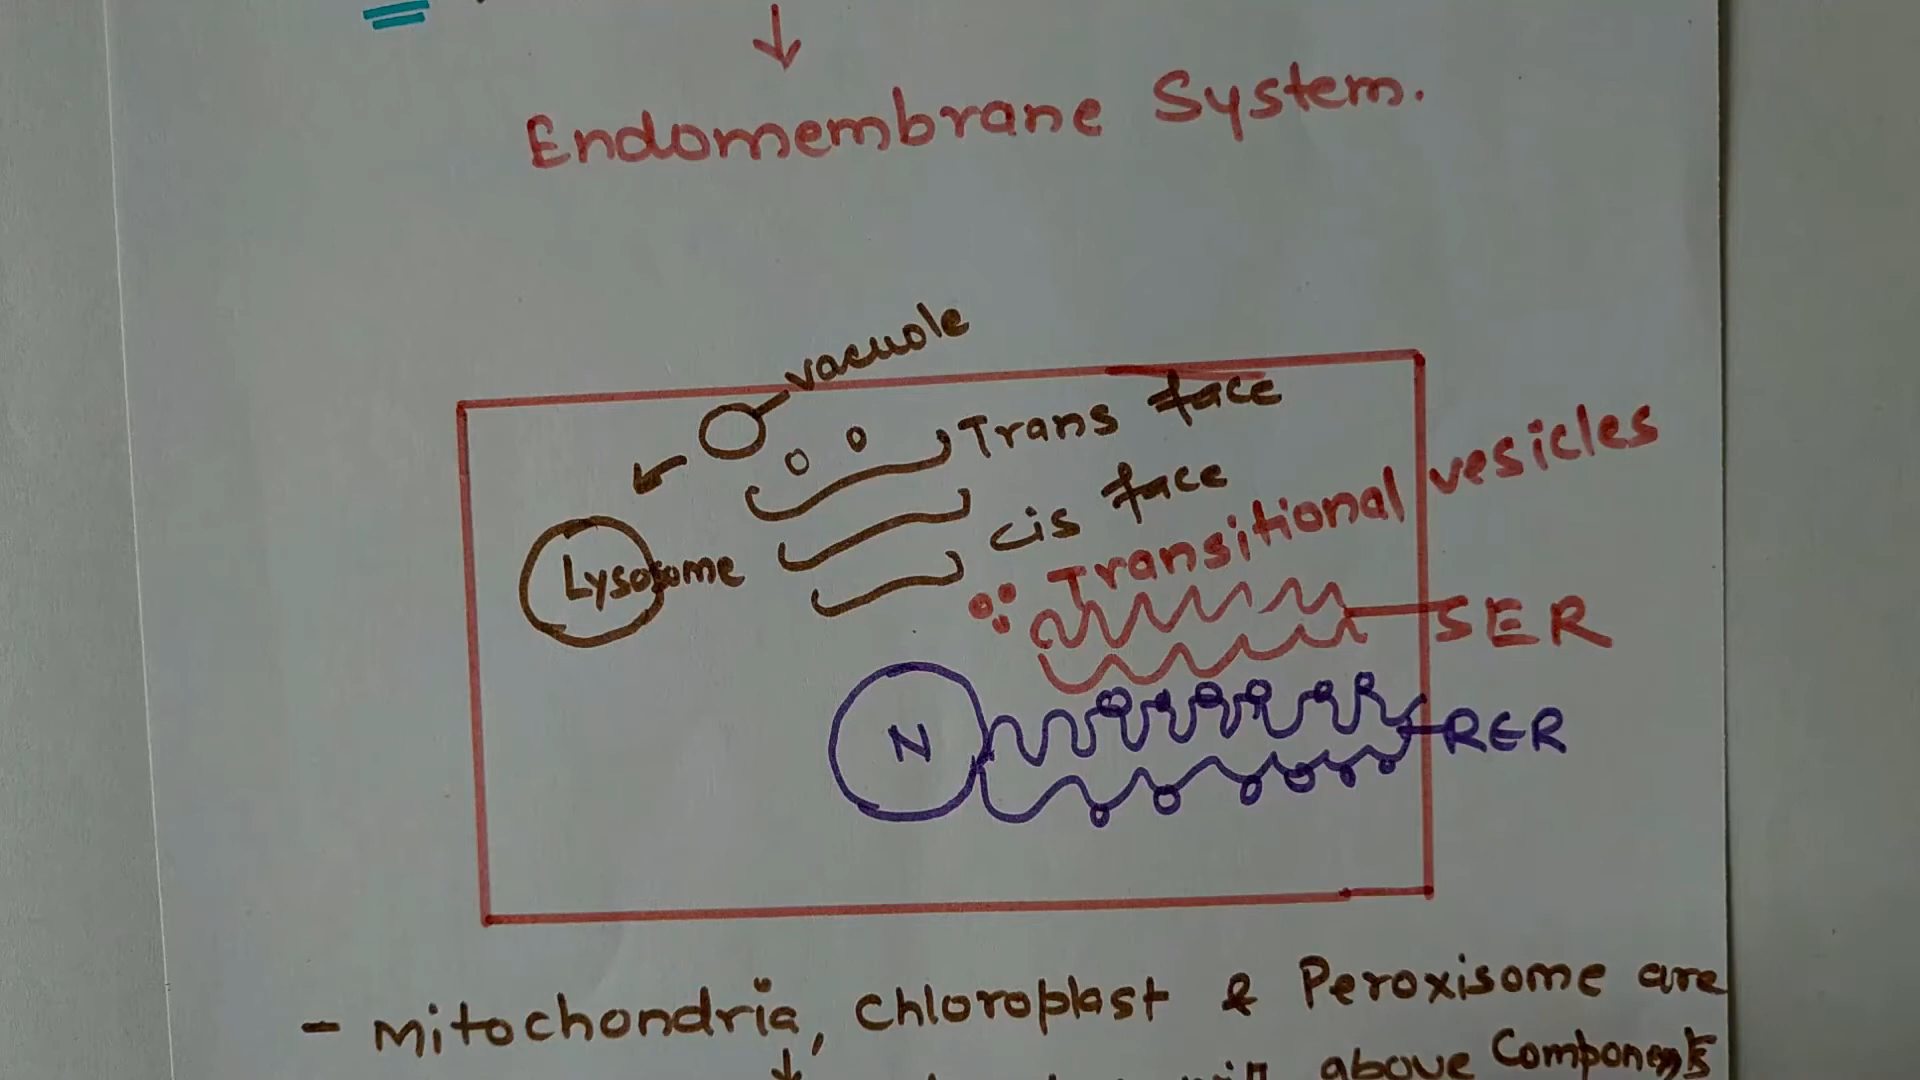 Endomembrane System.
vacuole
Trans face
cis face
Transitional vesicles
Lysosome
SER
N
RER
- Mitochondria, Chloroplast & Peroxisome are
above Components